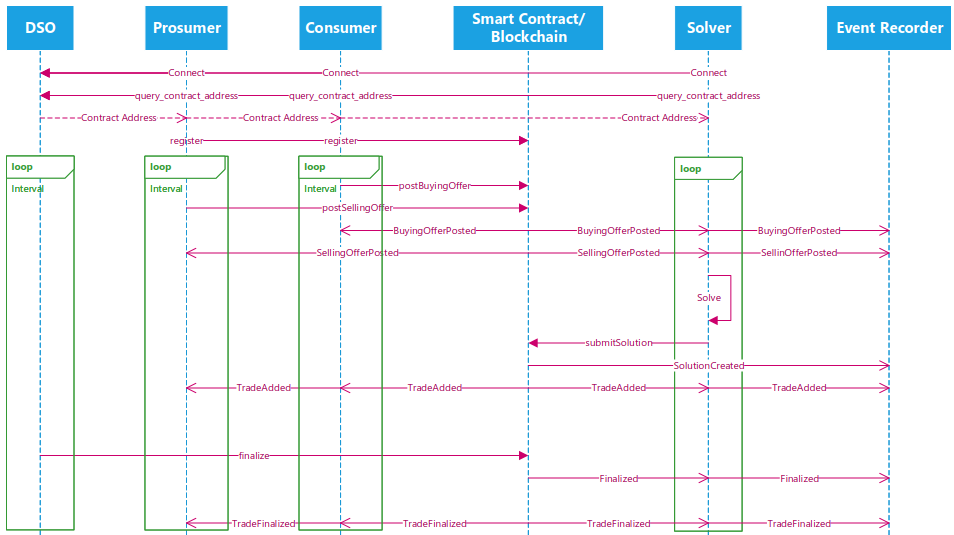 DSO
Prosumer
Consumer
Smart Contract/
Blockchain
Solver
Event Recorder
Connect
Connect
Connect
query_contract_address
query_contract_address
query_contract_address
Contract Address
Contract Address
Contract Address
register
register
loop
loop
loop
loop
Interval
Interval
Interval
postBuyingOffer
postSellingOffer
BuyingOfferPosted
BuyingOfferPosted
BuyingOfferPosted
SellingOfferPosted
SellingOfferPosted
SellinOfferPosted
Solve
submitSolution
SolutionCreated
TradeAdded
TradeAdded
TradeAdded
TradeAdded
finalize
Finalized
Finalized
TradeFinalized
TradeFinalized
TradeFinalized
TradeFinalized